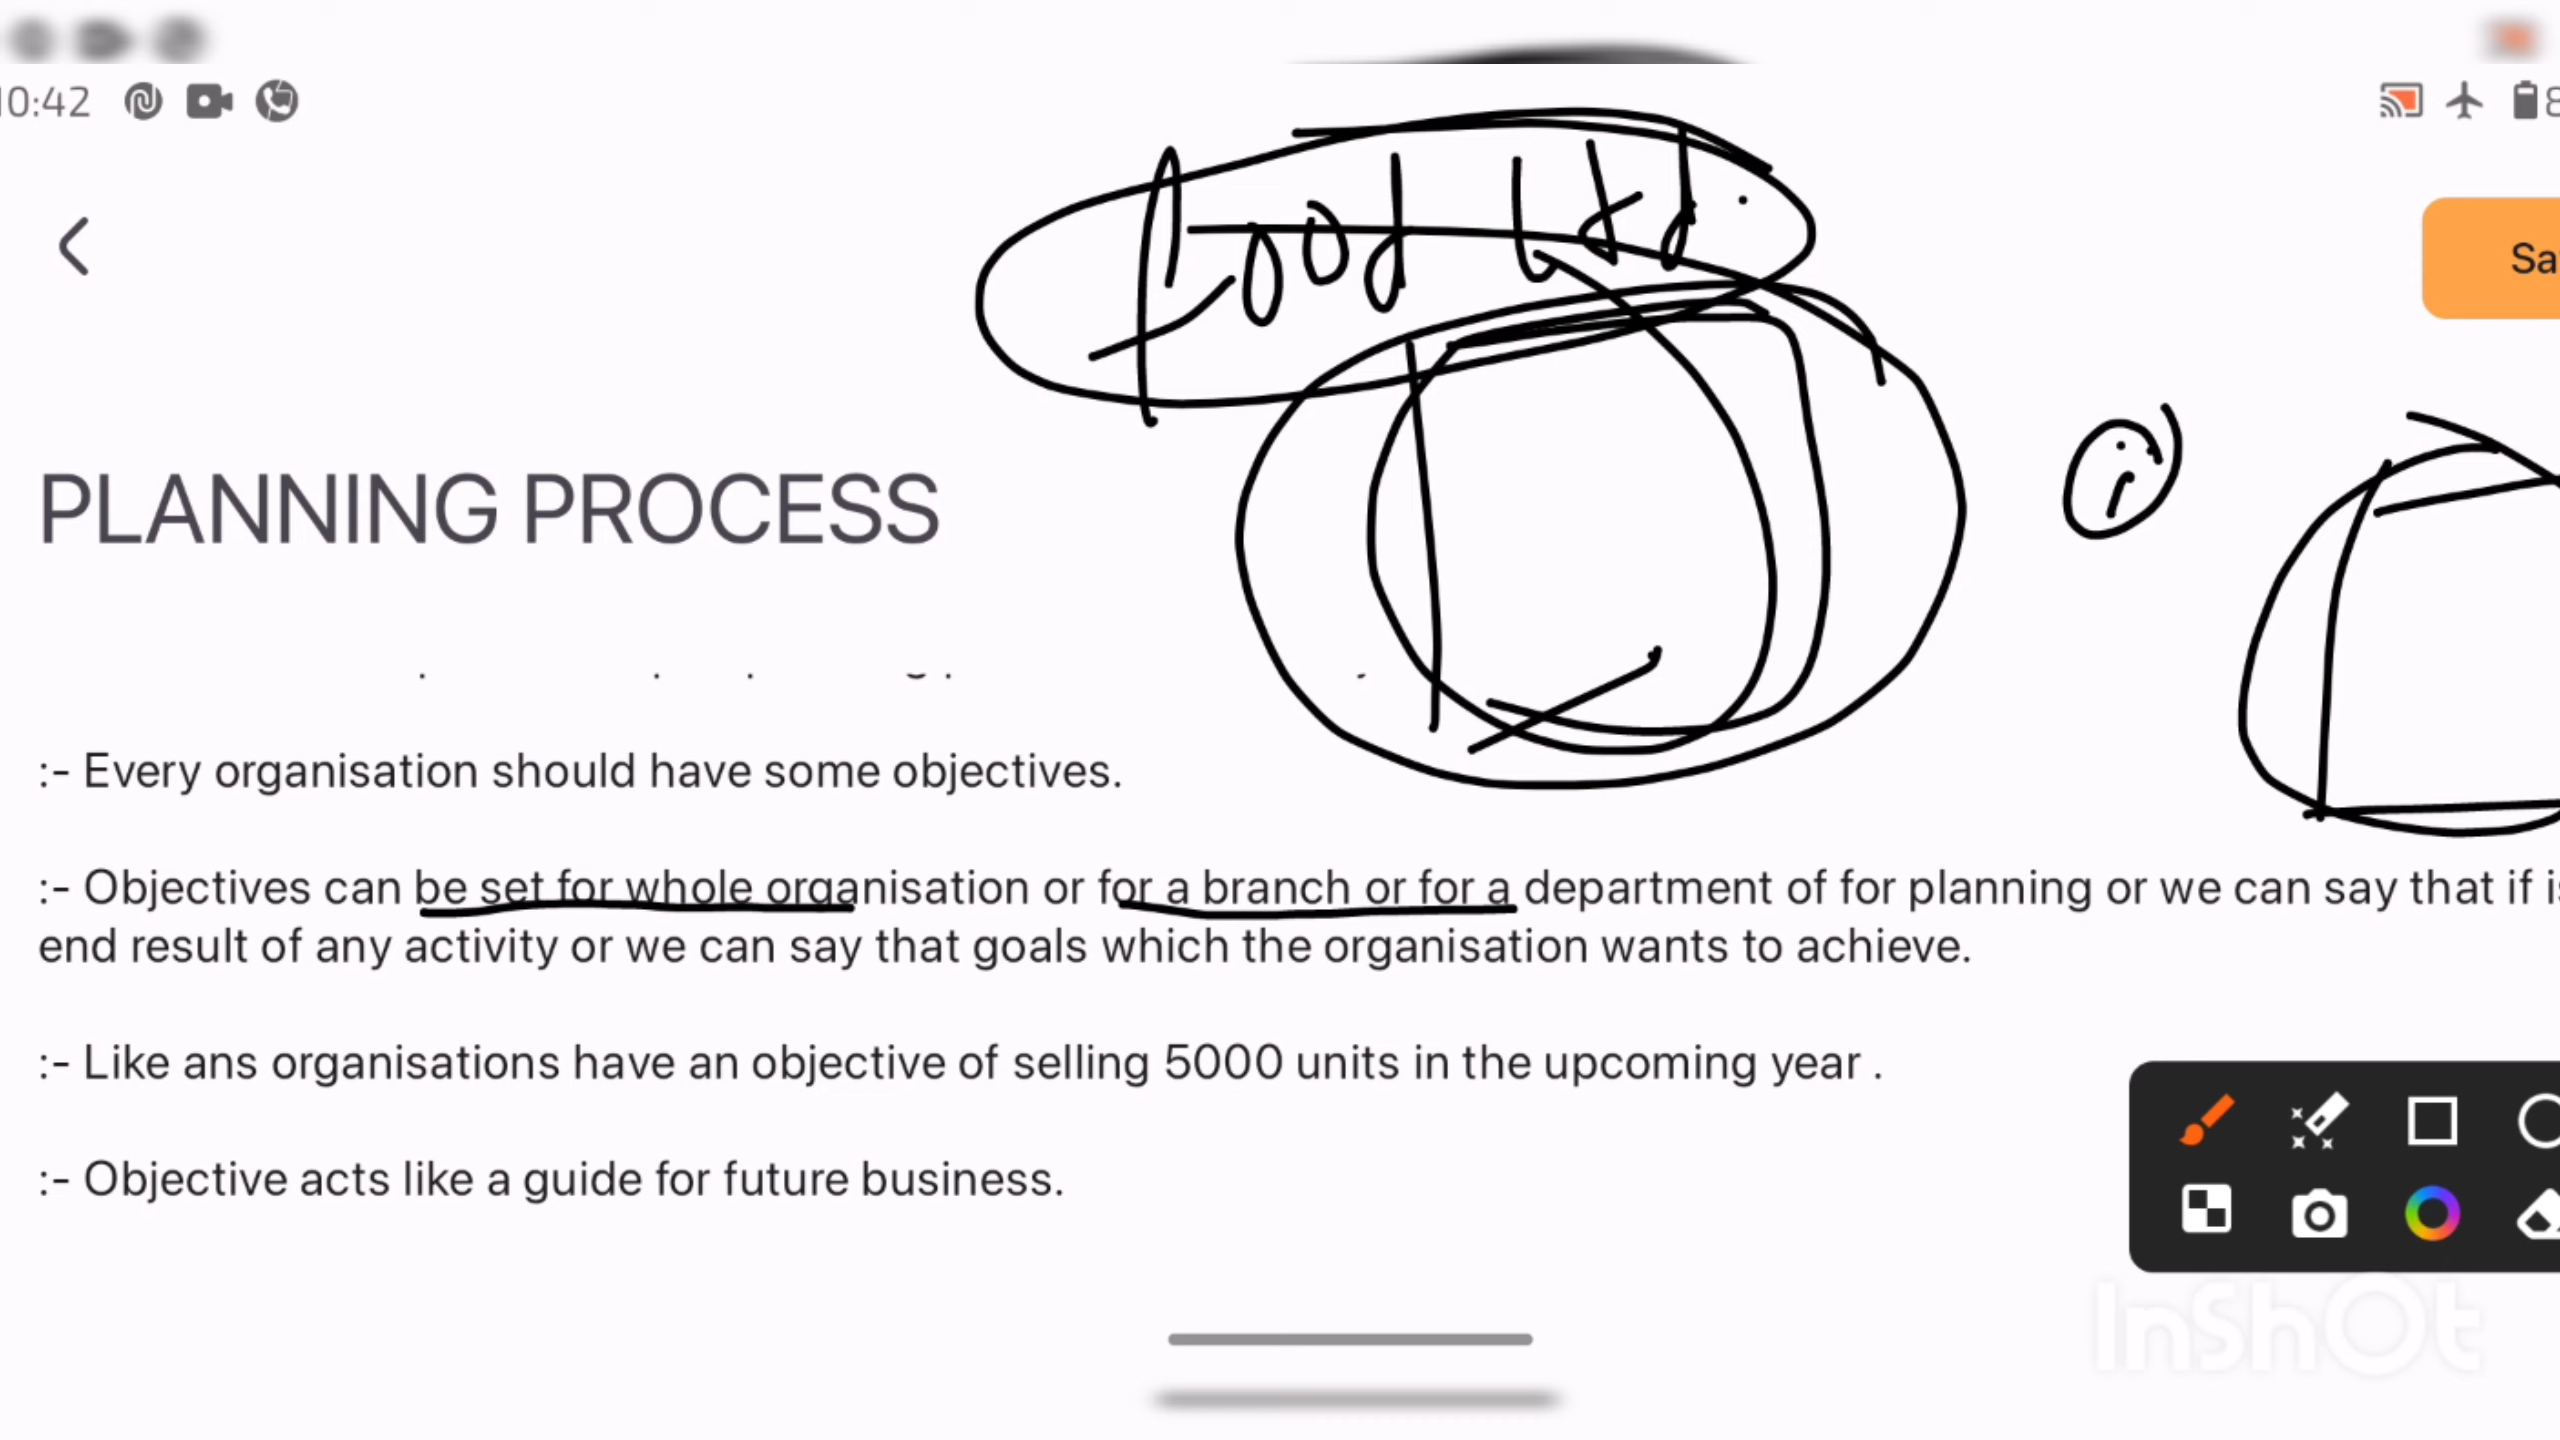 10:42
Food Ltd.
Sa
PLANNING PROCESS
:- Every organisation should have some objectives.
:- Objectives can be set for whole organisation or for a branch or for a department of for planning or we can say that if is
end result of any activity or we can say that goals which the organisation wants to achieve.
:- Like ans organisations have an objective of selling 5000 units in the upcoming year .
:- Objective acts like a guide for future business.
InShOt